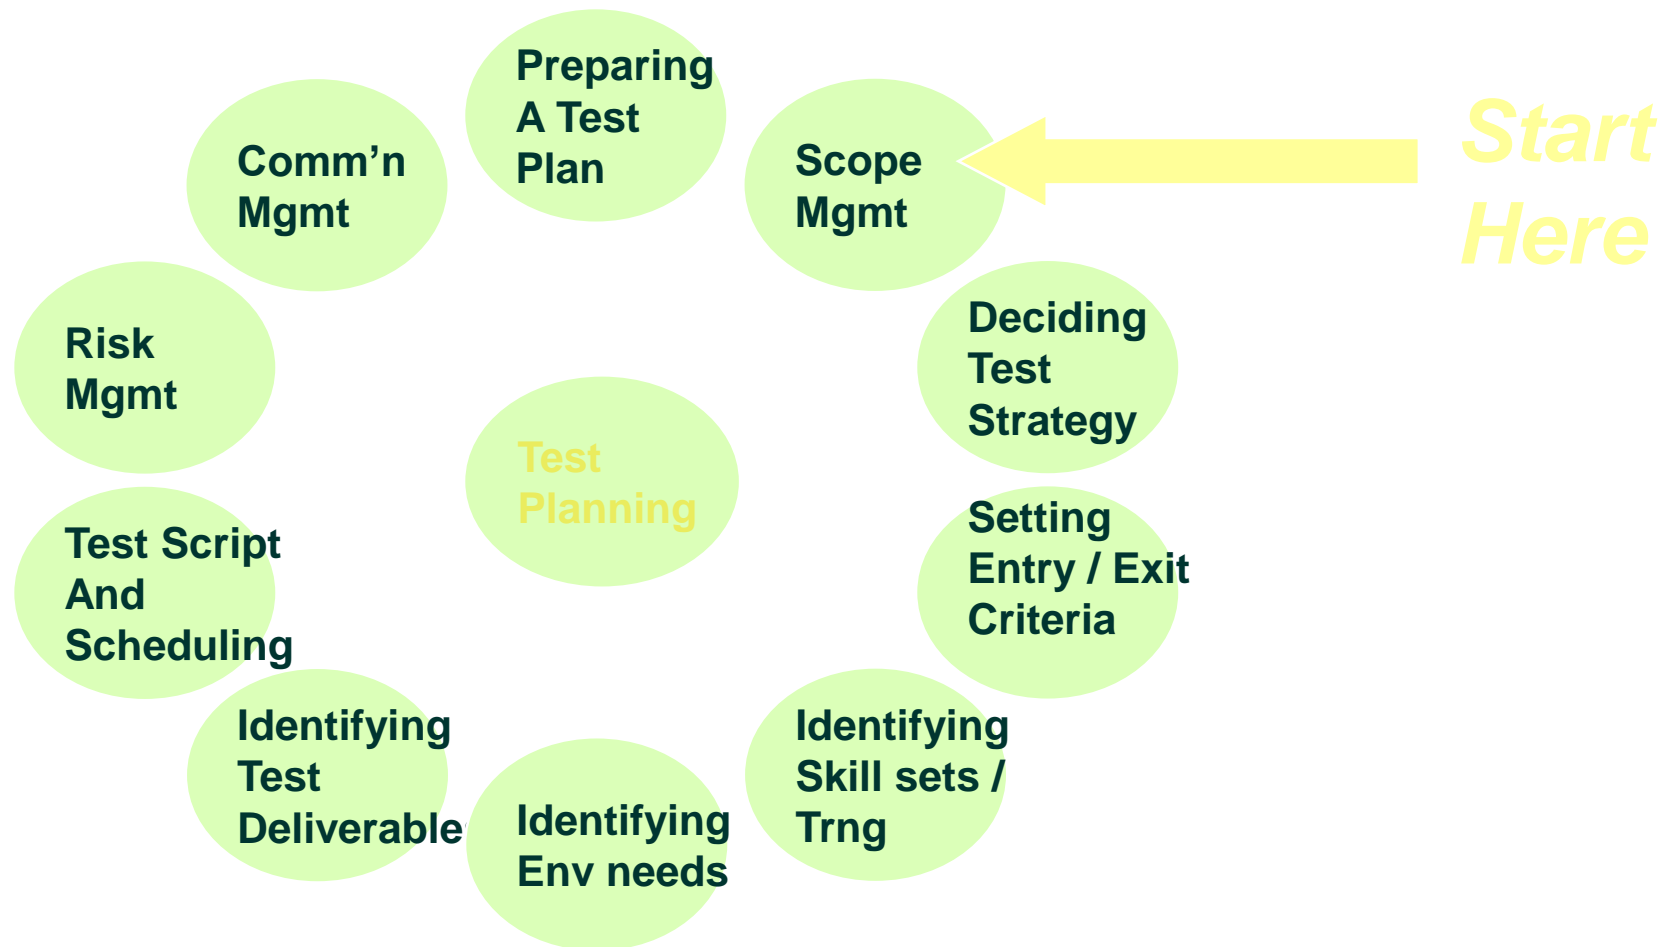 Preparing
A Test
Plan
Scope
Mgmt
Start
Here
Deciding
Test
Strategy
Setting
Entry / Exit
Criteria
Identifying
Skill sets /
Trng
Identifying
Env needs
Identifying
Test
Deliverable
Test Script
And
Scheduling
Risk
Mgmt
Comm’n
Mgmt
Test
Planning